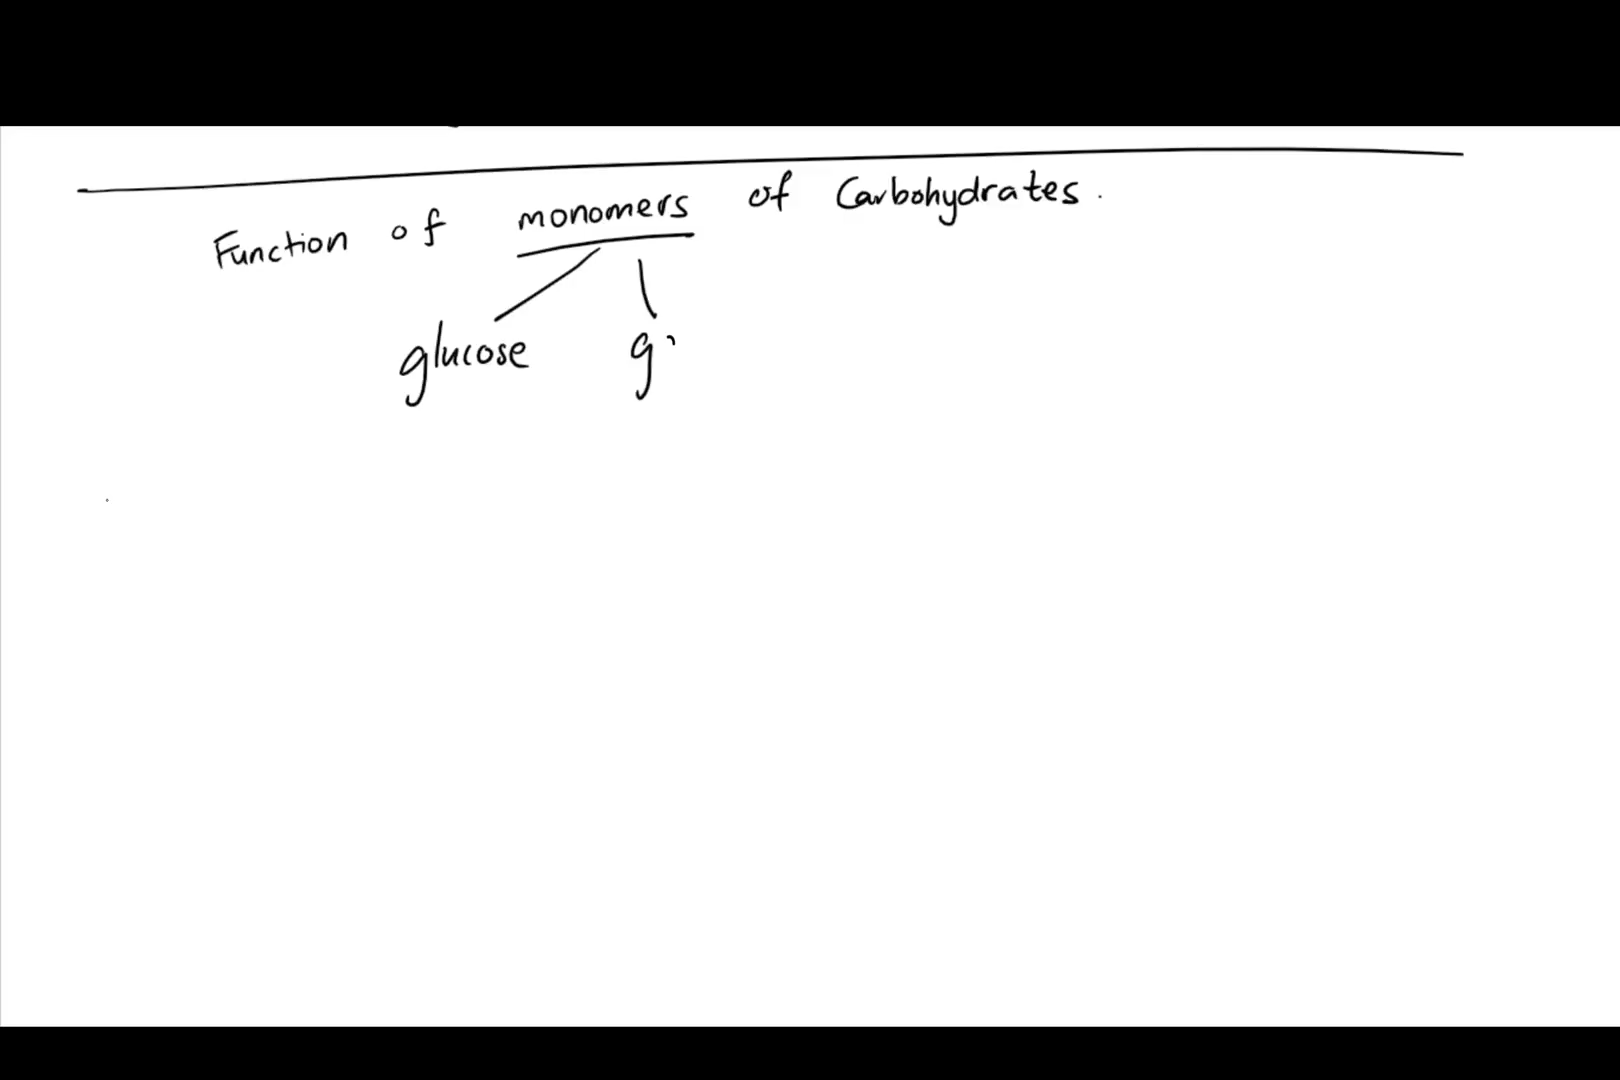 Function of monomers of Carbohydrates.
glucose g